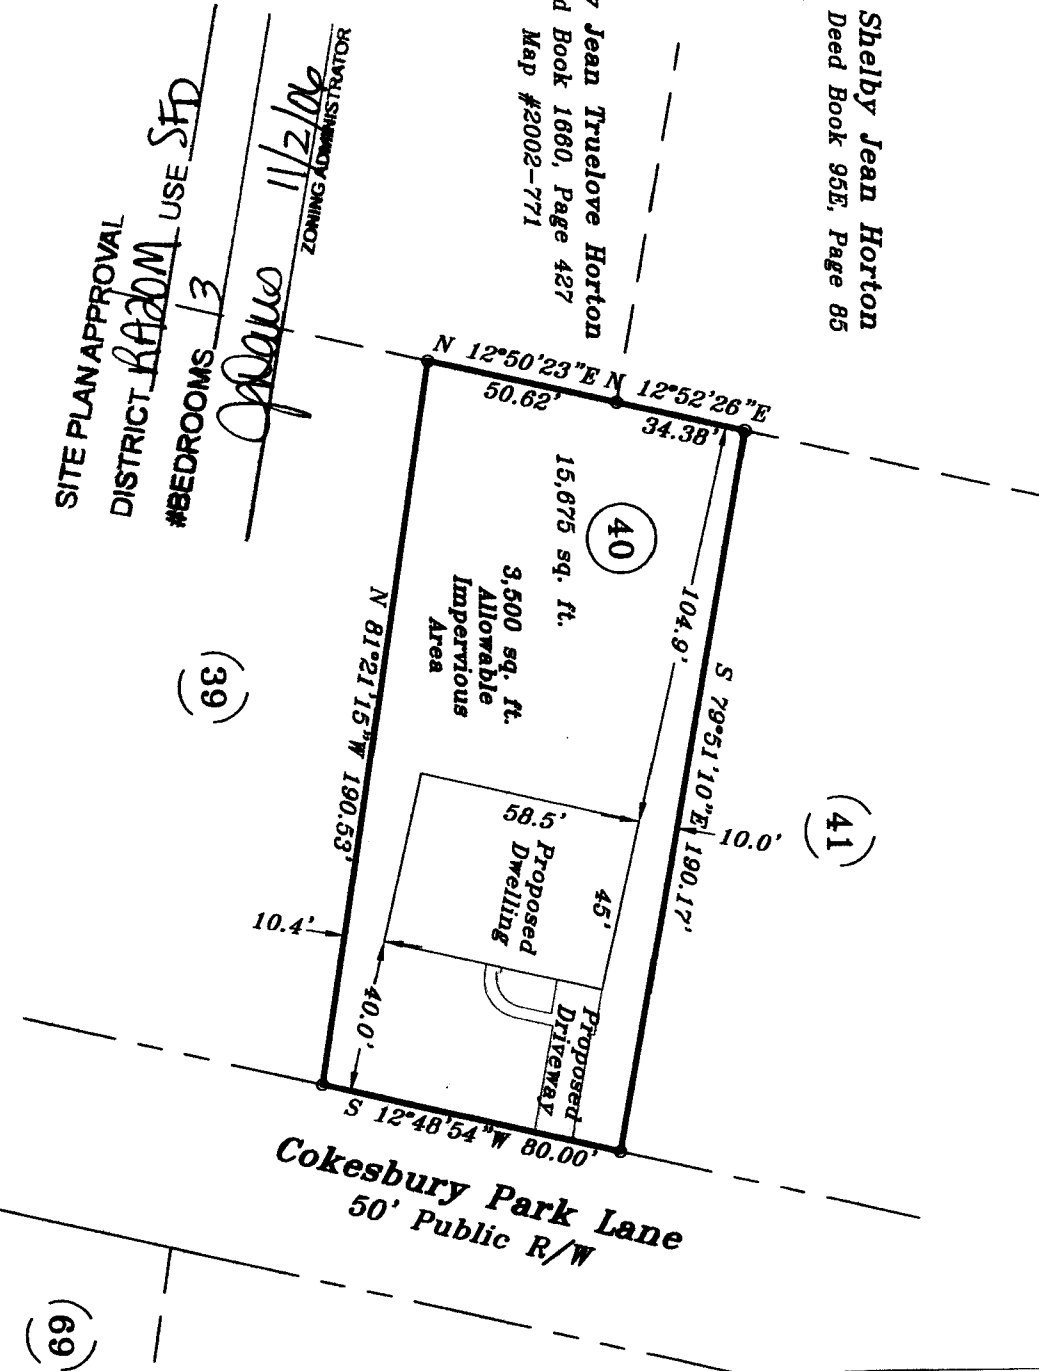 Shelby Jean Horton
Deed Book 95E, Page 85
Jean Truelove Horton
Book 1660, Page 427
Map #2002-771
SITE PLAN APPROVAL
DISTRICT RA20M USE SFD
#BEDROOMS 3
11/2/06
ZONING ADMINISTRATOR
N 12°50'23"E
50.62'
N 12°52'26"E
34.38'
40
15,675 sq. ft.
3,500 sq. ft.
Allowable
Impervious
Area
104.9'
S 79°51'10"E 190.17'
10.0'
(41)
N 81°21'15"W 190.53'
(39)
10.4'
58.5'
Proposed
Dwelling
45'
40.0'
Proposed
Driveway
S 12°48'54"W 80.00'
Cokesbury Park Lane
50' Public R/W
(69)